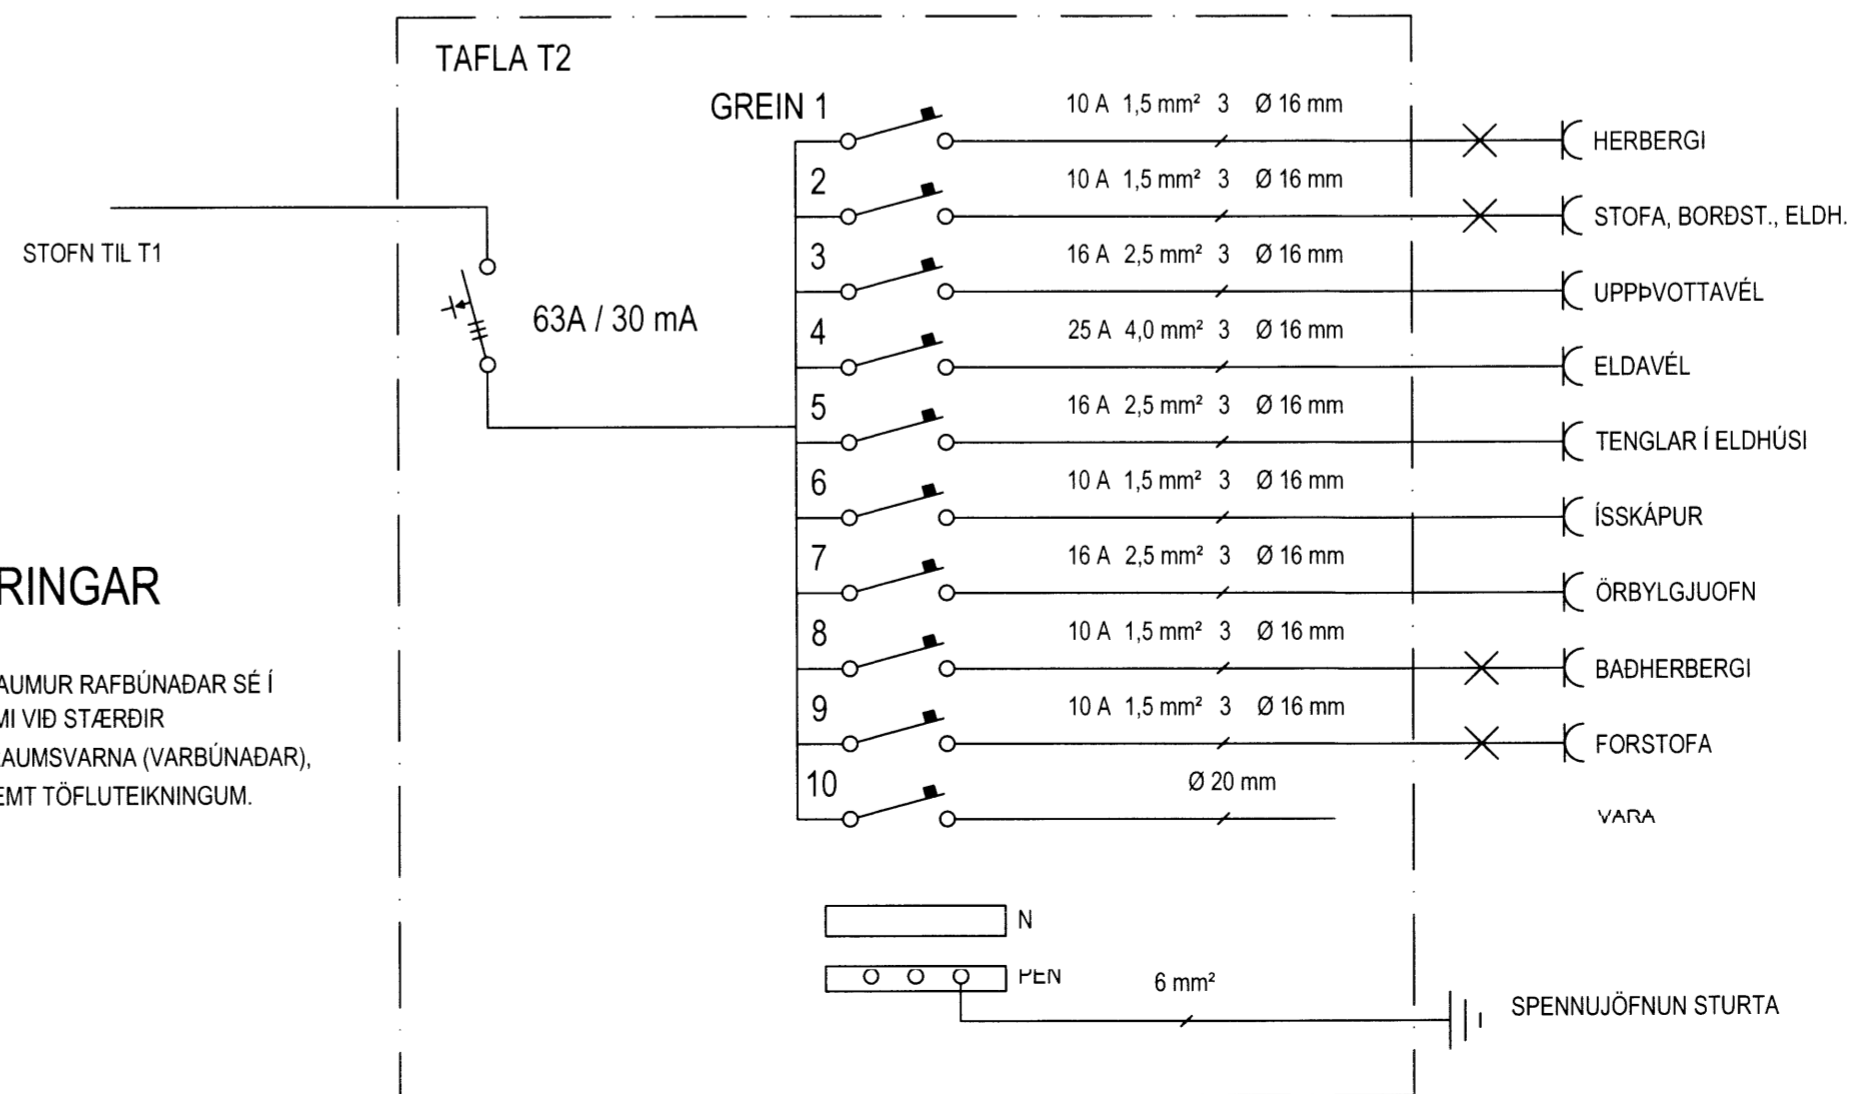 TAFLA T2
GREIN 1 10 A 1,5 mm² 3 Ø 16 mm
HERBERGI
2 10 A 1,5 mm² 3 Ø 16 mm
STOFA, BORÐST., ELDH.
3 16 A 2,5 mm² 3 Ø 16 mm
UPPÞVOTTAVÉL
4 25 A 4,0 mm² 3 Ø 16 mm
ELDAVÉL
5 16 A 2,5 mm² 3 Ø 16 mm
TENGLAR Í ELDHÚSI
6 10 A 1,5 mm² 3 Ø 16 mm
ÍSSKÁPUR
7 16 A 2,5 mm² 3 Ø 16 mm
ÖRBYLGJUOFN
8 10 A 1,5 mm² 3 Ø 16 mm
BAÐHERBERGI
9 10 A 1,5 mm² 3 Ø 16 mm
FORSTOFA
10 Ø 20 mm
VARA
STOFN TIL T1
63A / 30 mA
RINGAR
AUMUR RAFBÚNAÐAR SÉ Í
MI VIÐ STÆRÐIR
AUMSVARNA (VARBÚNAÐAR),
EMT TÖFLUTEIKNINGUM.
N
PEN
6 mm²
SPENNUJÖFNUN STURTA